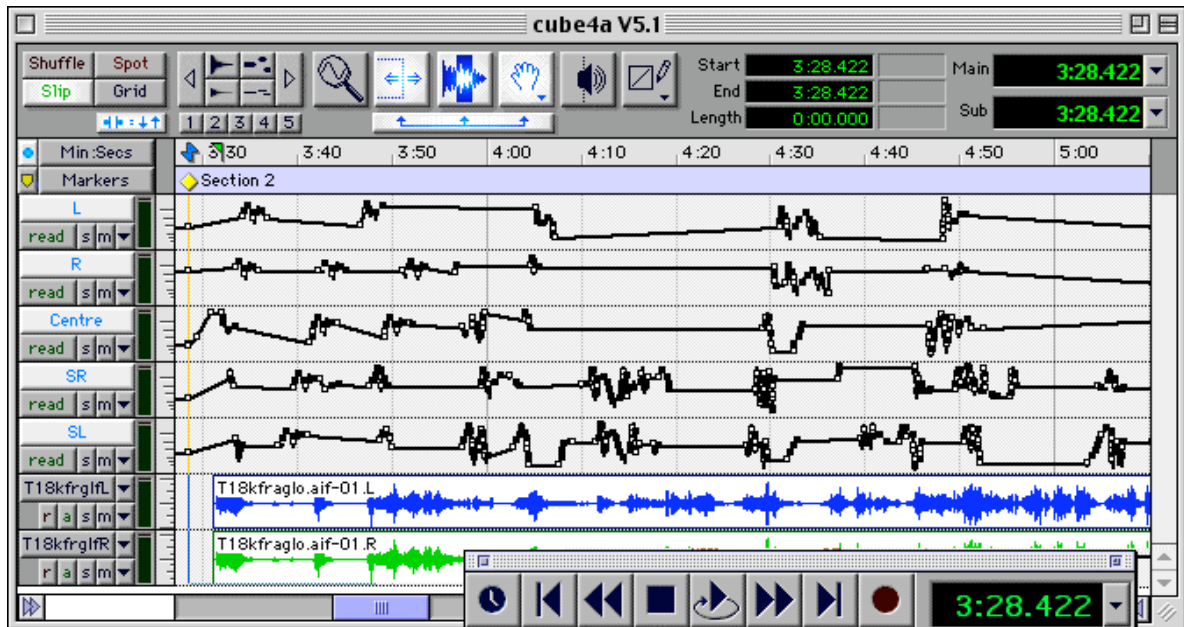 cube4a V5.1
Shuffle Spot
Slip Grid
1 2 3 4 5
Start 3:28.422
End 3:28.422
Length 0:00.000
Main 3:28.422
Sub 3:28.422
Min:Secs 3:30 3:40 3:50 4:00 4:10 4:20 4:30 4:40 4:50 5:00
Markers Section 2
L
read s m
R
read s m
Centre
read s m
SR
read s m
SL
read s m
T18kfrglfL T18kfraglo.aif-01.L
r a s m
T18kfrglfR T18kfraglo.aif-01.R
r a s m
3:28.422